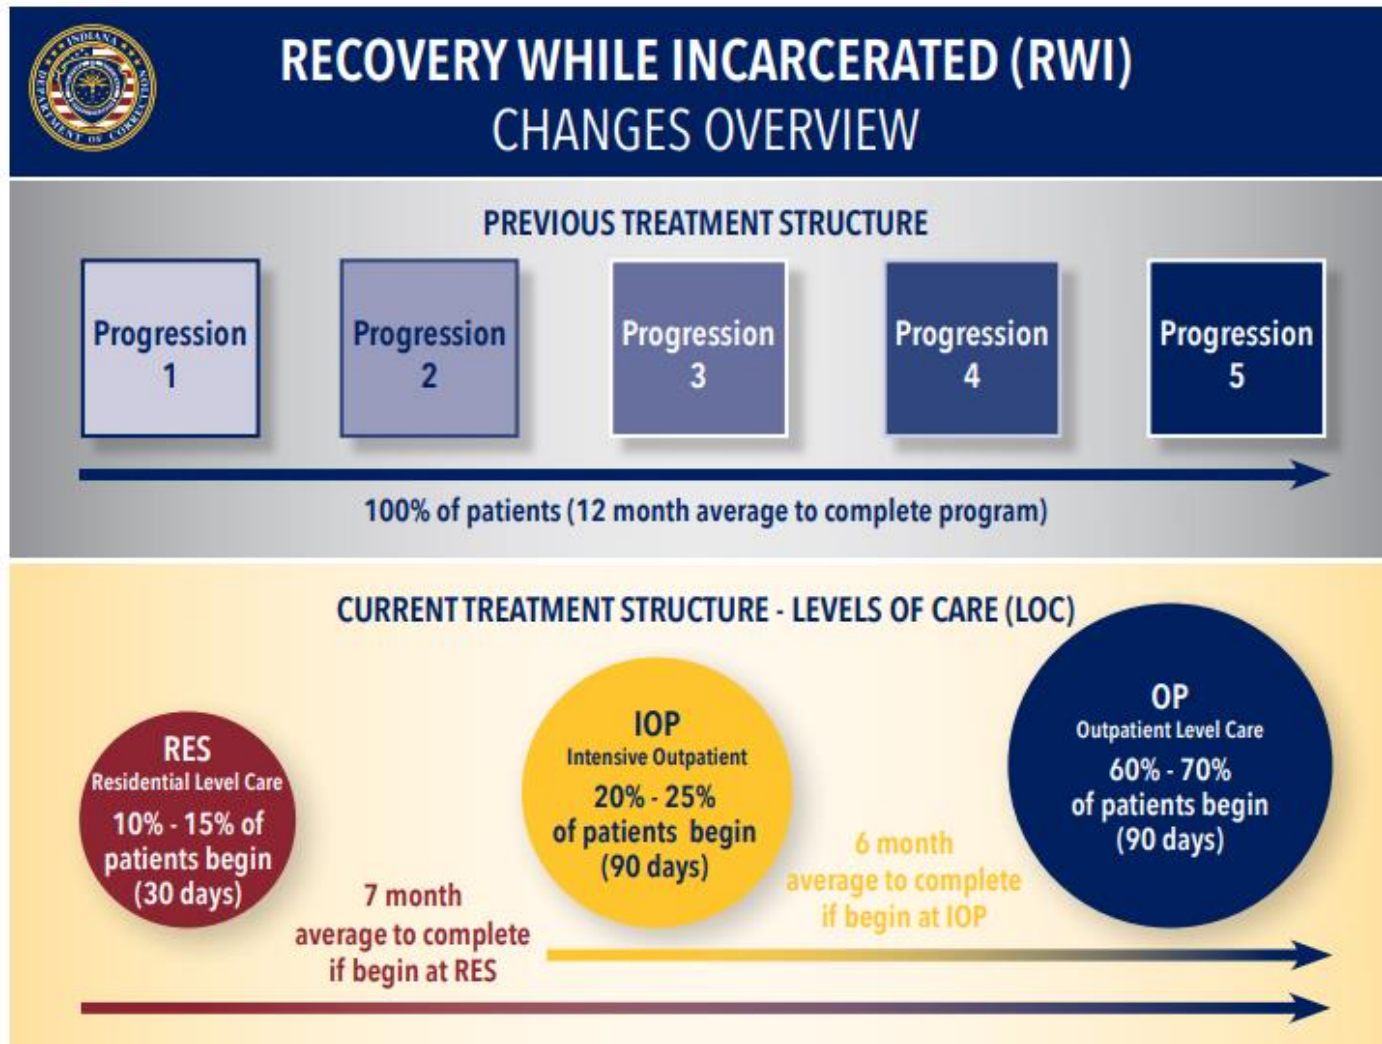 INDIANA
DEPARTMENT OF CORRECTION
RECOVERY WHILE INCARCERATED (RWI)
CHANGES OVERVIEW
PREVIOUS TREATMENT STRUCTURE
Progression
1
Progression
2
Progression
3
Progression
4
Progression
5
100% of patients (12 month average to complete program)
CURRENT TREATMENT STRUCTURE - LEVELS OF CARE (LOC)
RES
Residential Level Care
10% - 15% of
patients begin
(30 days)
7 month
average to complete
if begin at RES
IOP
Intensive Outpatient
20% - 25%
of patients begin
(90 days)
6 month
average to complete
if begin at IOP
OP
Outpatient Level Care
60% - 70%
of patients begin
(90 days)